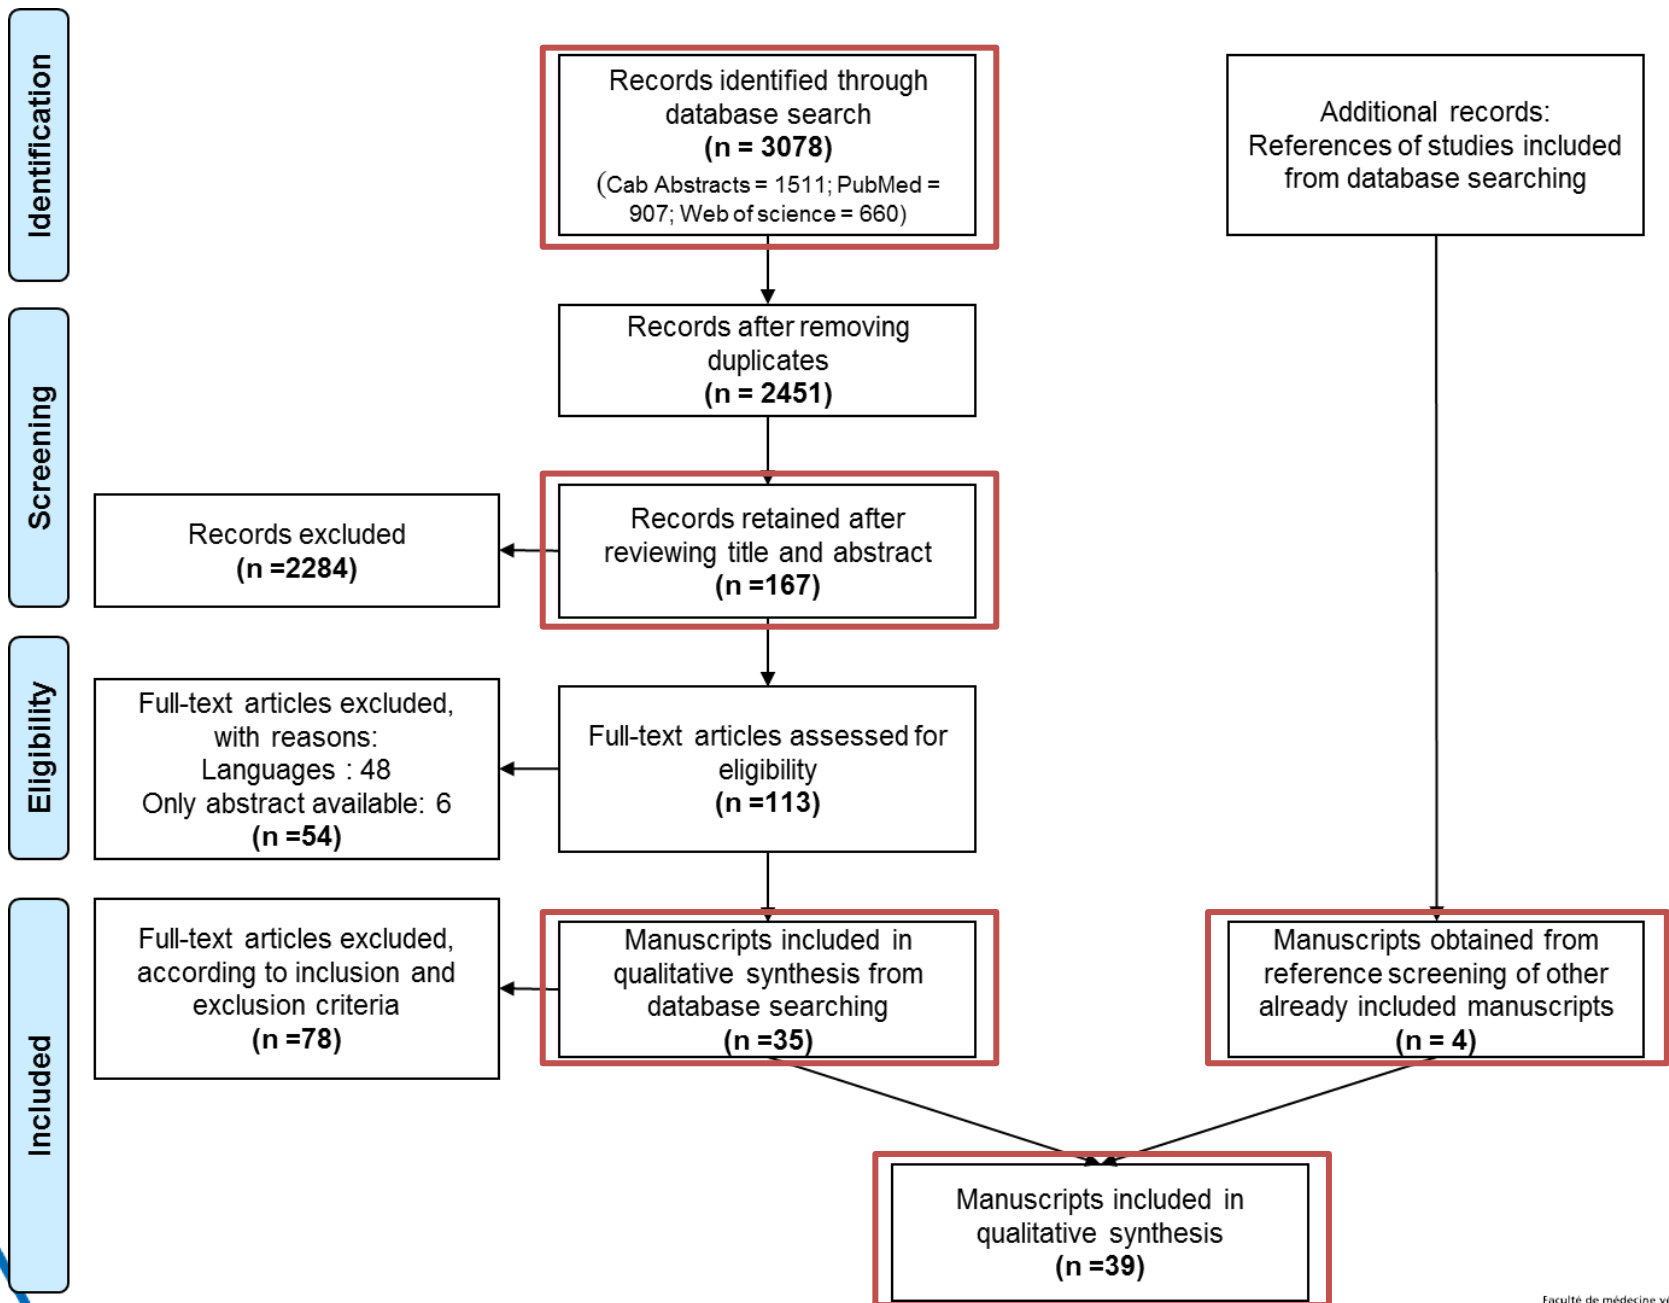 Identification
Records identified through
database search
(n = 3078)
(Cab Abstracts = 1511; PubMed =
907; Web of science = 660)
Additional records:
References of studies included
from database searching
Screening
Records after removing
duplicates
(n = 2451)
Records excluded
(n =2284)
Records retained after
reviewing title and abstract
(n =167)
Eligibility
Full-text articles excluded,
with reasons:
Languages : 48
Only abstract available: 6
(n =54)
Full-text articles assessed for
eligibility
(n =113)
Included
Full-text articles excluded,
according to inclusion and
exclusion criteria
(n =78)
Manuscripts included in
qualitative synthesis from
database searching
(n =35)
Manuscripts obtained from
reference screening of other
already included manuscripts
(n = 4)
Manuscripts included in
qualitative synthesis
(n =39)
Faculté de médecine